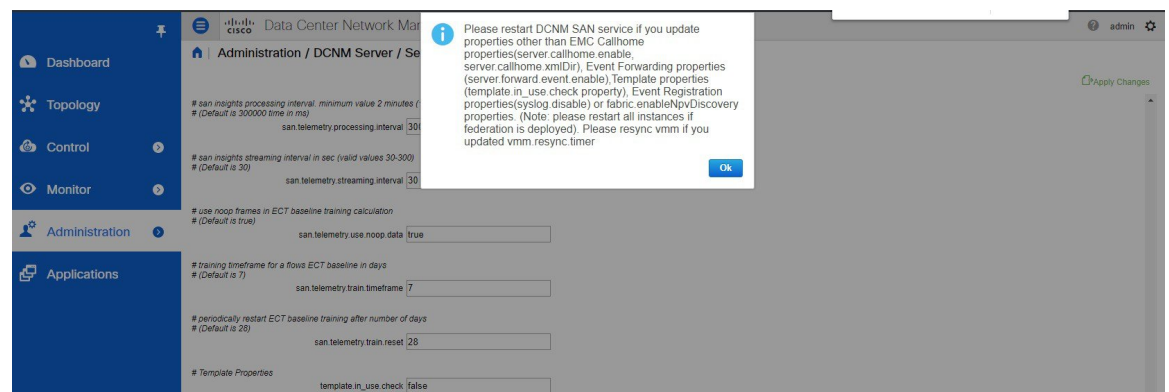 cisco
Data Center Network Mar
admin
Administration / DCNM Server / Se
Apply Changes
Dashboard
Topology
Control
Monitor
Administration
Applications
Please restart DCNM SAN service if you update
properties other than EMC Callhome
properties(server.callhome.enable,
server.callhome.xmlDir), Event Forwarding properties
(server.forward.event.enable),Template properties
(template.in_use.check property), Event Registration
properties(syslog.disable) or fabric.enableNpvDiscovery
properties. (Note: please restart all instances if
federation is deployed). Please resync vmm if you
updated vmm.resync.timer
Ok
# san insights processing interval. minimum value 2 minutes (
# (Default is 300000 time in ms)
san.telemetry.processing.interval 300
# san insights streaming interval in sec (valid values 30-300)
# (Default is 30)
san.telemetry.streaming.interval 30
# use noop frames in ECT baseline training calculation
# (Default is true)
san.telemetry.use.noop.data true
# training timeframe for a flows ECT baseline in days
# (Default is 7)
san.telemetry.train.timeframe 7
# periodically restart ECT baseline training after number of days
# (Default is 28)
san.telemetry.train.reset 28
# Template Properties
template.in_use.check false